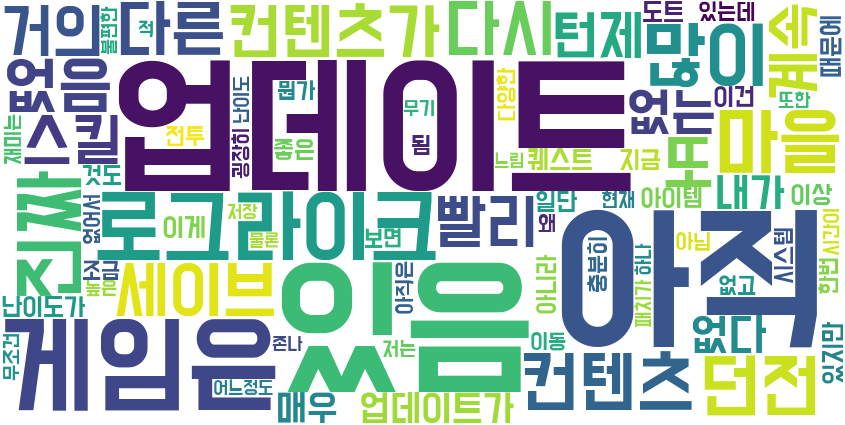 거의
다른
불편한
적
컨텐츠가
다시
턴제
도트
있는데
많이
계속
때문에
없음
업데이트
난이도
굉장히
뭔가
무기
됨
다양한
없는
이건
또한
재미는
스킬
전투
좋은
느림
퀘스트
지금
또
마을
것도
진짜
없어서
로그라이크
이게
저장
물론
보면
빨리
일단
왜
현재
아이템
내가
이상
조금
높은
세이브
있음
아직은
아니라
아직
충분히
패치가
하나
아님
없고
시스템
한번
시간이
난이도가
무조건
게임은
존나
어느정도
매우
저는
이동
업데이트가
컨텐츠
없다
던전
있지만